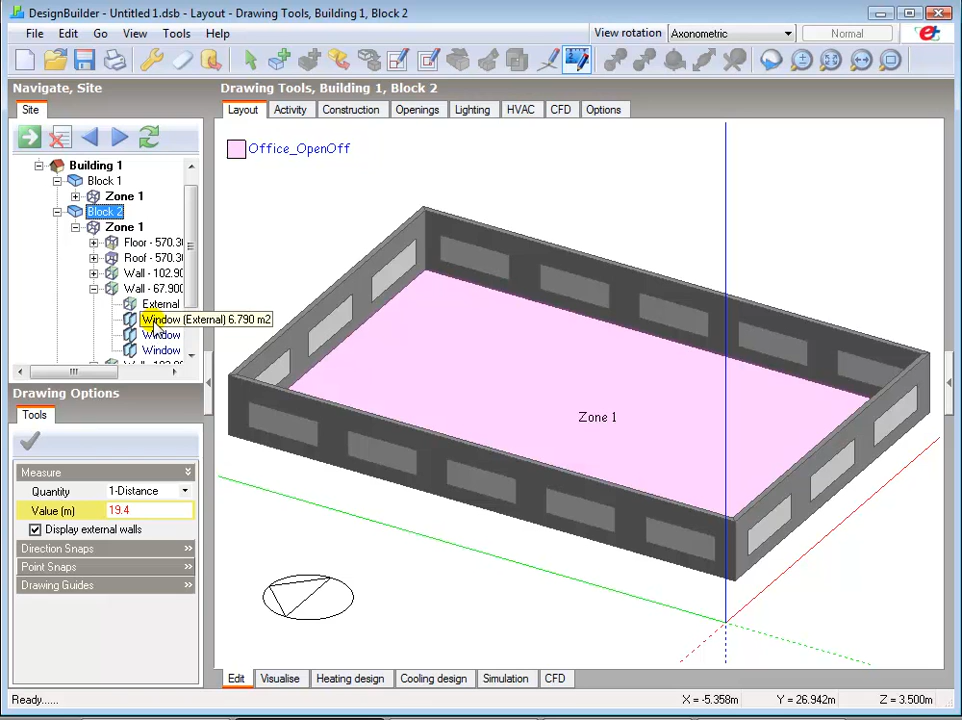 DesignBuilder - Untitled 1.dsb - Layout - Drawing Tools, Building 1, Block 2
File Edit Go View Tools Help
View rotation Axonometric Normal
Navigate, Site
Drawing Tools, Building 1, Block 2
Site
Layout Activity Construction Openings Lighting HVAC CFD Options
Office_OpenOff
Building 1
Block 1
Zone 1
Block 2
Zone 1
Floor - 570.3
Roof - 570.3
Wall - 102.90
Wall - 67.900
External
Window (External) 6.790 m2
Window
Window
Zone 1
Drawing Options
Tools
Measure
Quantity 1-Distance
Value (m) 19.4
Display external walls
Direction Snaps
Point Snaps
Drawing Guides
Edit Visualise Heating design Cooling design Simulation CFD
Ready...... X = -5.358m Y = 26.942m Z = 3.500m